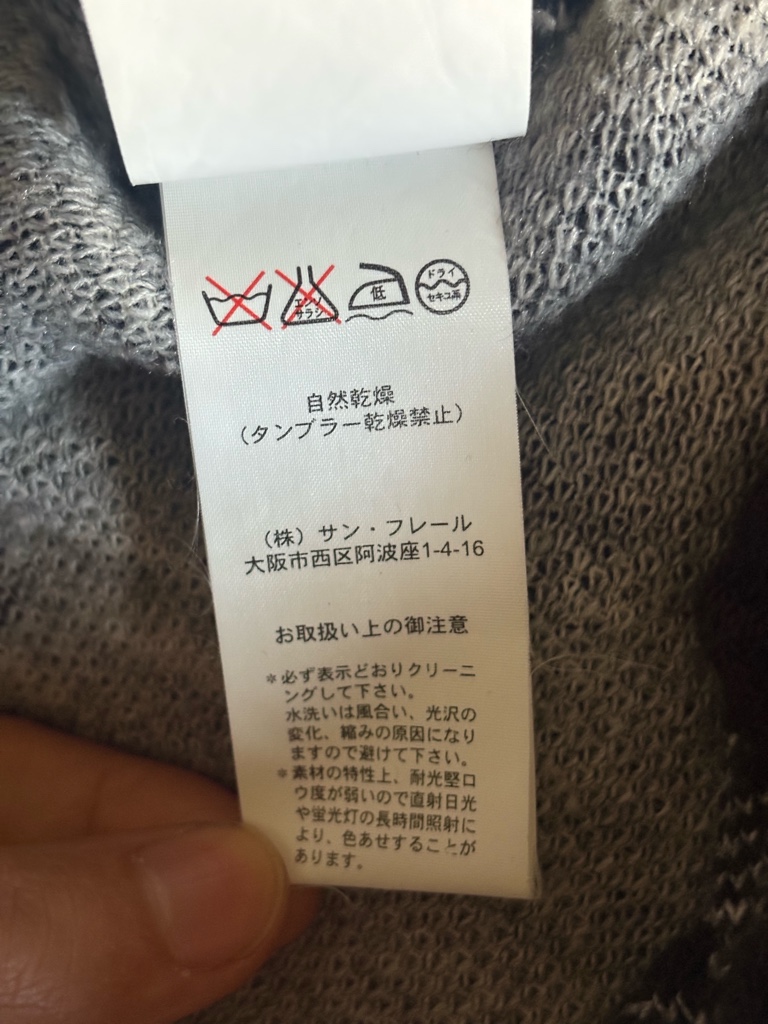 エンソ
サラシ
低
ドライ
セキユ系
自然乾燥
(タンブラー乾燥禁止)
(株)サン・フレール
大阪市西区阿波座1-4-16
お取扱い上の御注意
*必ず表示どおりクリーニ
ングして下さい。
水洗いは風合い、光沢の
変化、縮みの原因になり
ますので避けて下さい。
*素材の特性上、耐光堅ロ
ウ度が弱いので直射日光
や蛍光灯の長時間照射に
より、色あせすることが
あります。